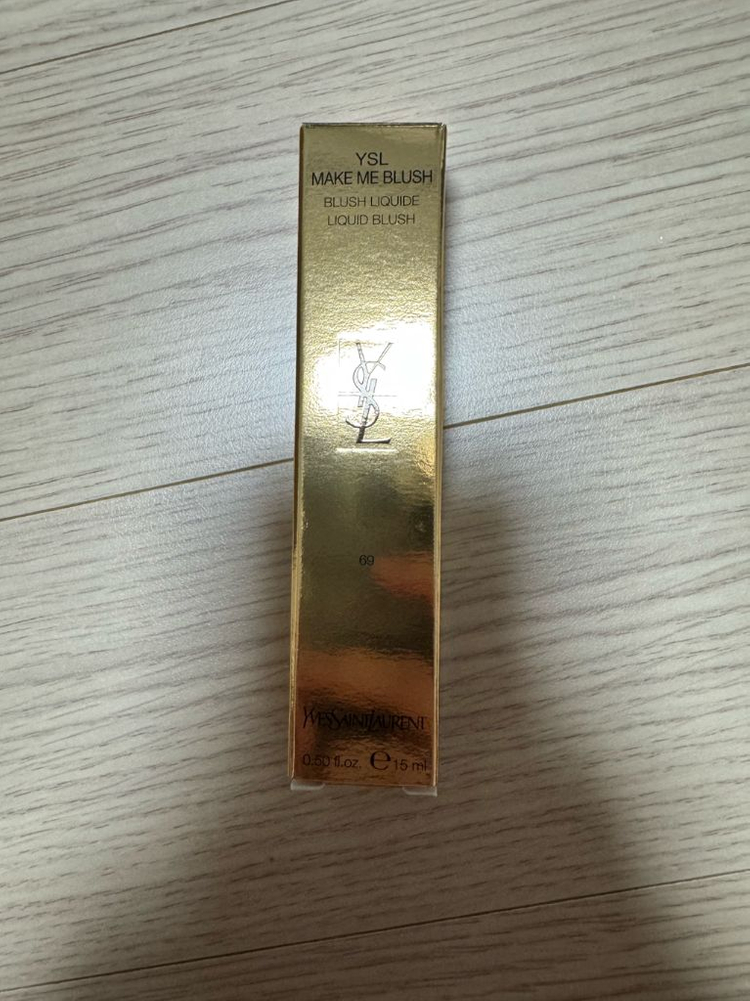 YSL
MAKE ME BLUSH
BLUSH LIQUIDE
LIQUID BLUSH
YSL
69
YVESSAINTLAURENT
0.50 fl.oz. e 15 ml